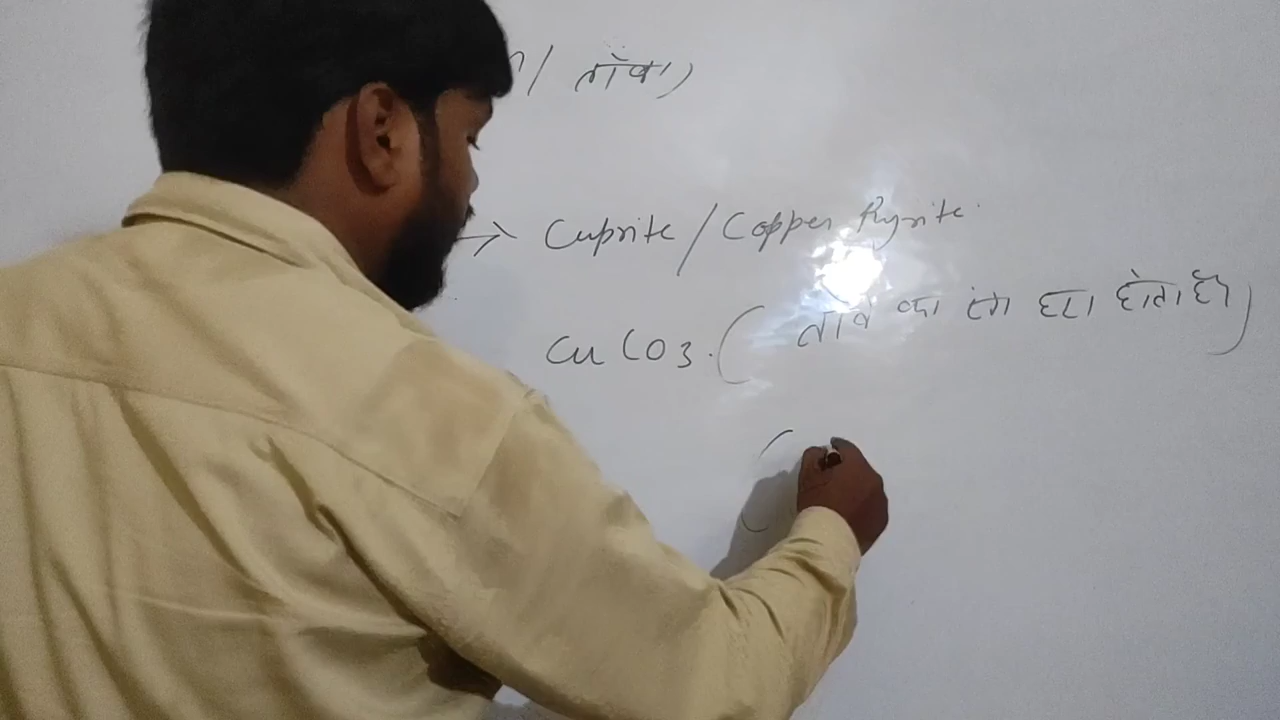 / ताँबा)
→ Cuprite / Copper Pyrite.
CuCO3. ( ताँबे का रंग हरा होता है)
(